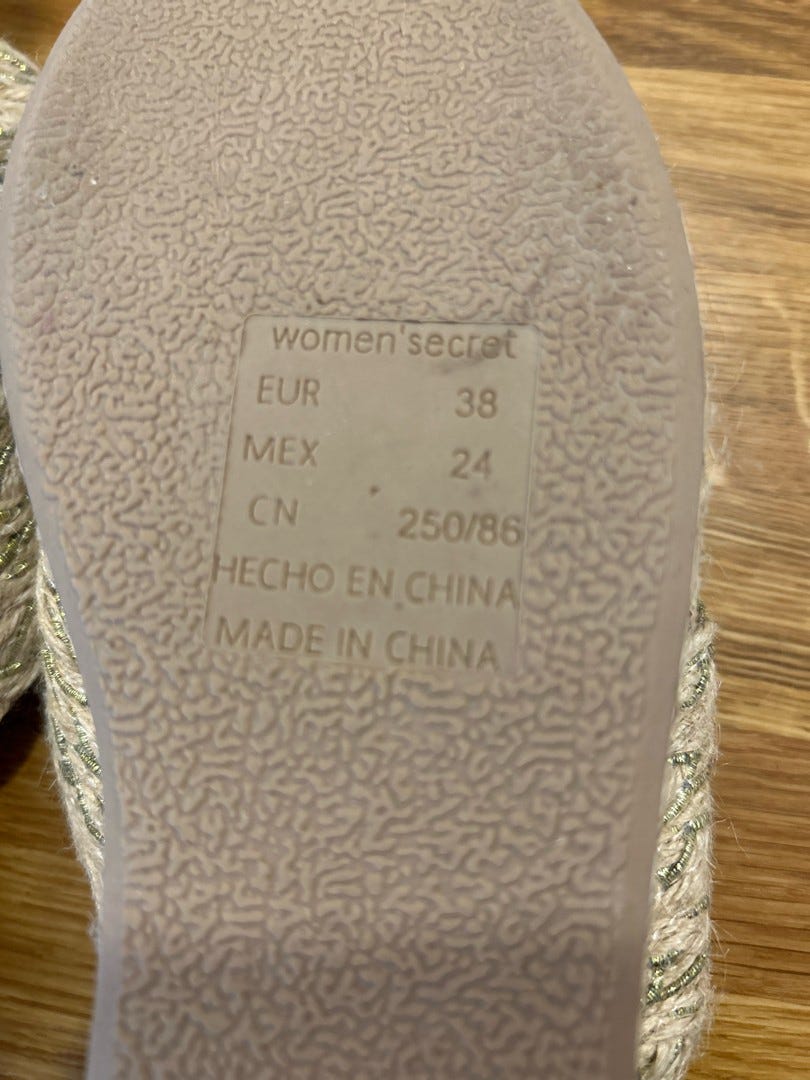 women'secret
EUR 38
MEX 24
CN 250/86
HECHO EN CHINA
MADE IN CHINA